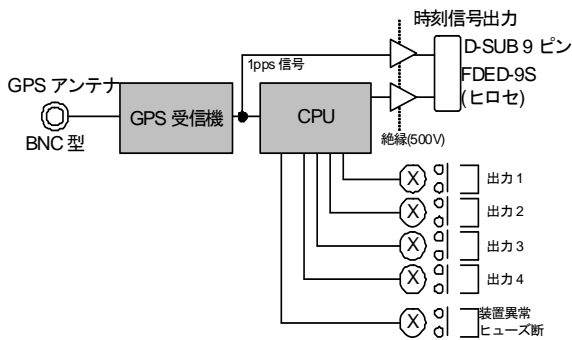 時刻信号出力
D-SUB 9 ピン
FDED-9S
(ヒロセ)
1pps 信号
GPS アンテナ
BNC 型
GPS 受信機
CPU
絶縁(500V)
X
出力 1
X
出力 2
X
出力 3
X
出力 4
X
装置異常
ヒューズ断